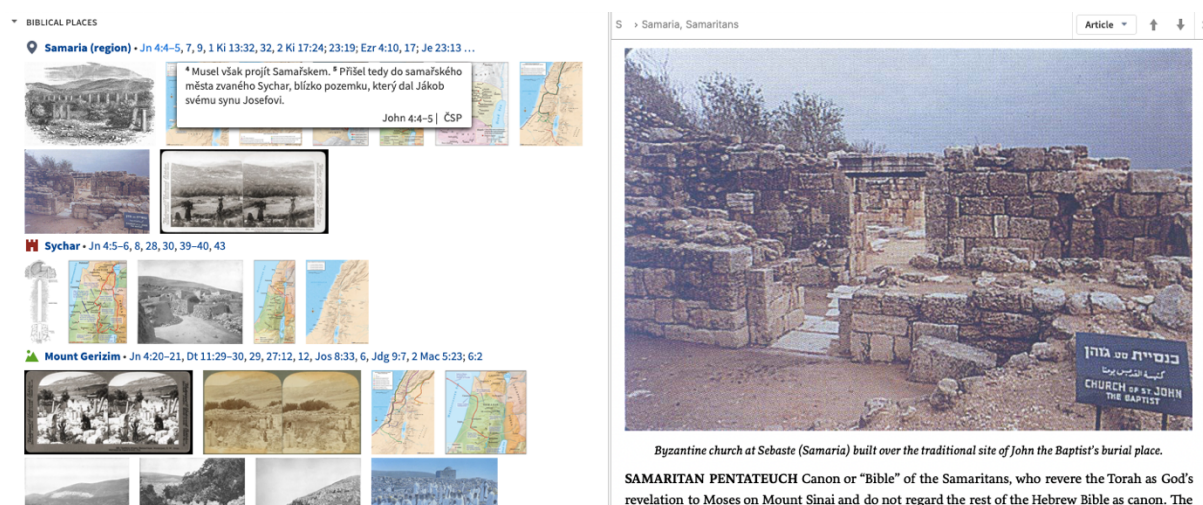 BIBLICAL PLACES
Samaria (region) • Jn 4:4–5, 7, 9, 1 Ki 13:32, 32, 2 Ki 17:24; 23:19; Ezr 4:10, 17; Je 23:13 …
⁴ Musel však projít Samařskem. ⁵ Přišel tedy do samařského
města zvaného Sychar, blízko pozemku, který dal Jákob
svému synu Josefovi.
John 4:4–5 | ČSP
Sychar • Jn 4:5–6, 8, 28, 30, 39–40, 43
Mount Gerizim • Jn 4:20–21, Dt 11:29–30, 29, 27:12, 12, Jos 8:33, 6, Jdg 9:7, 2 Mac 5:23; 6:2
S › Samaria, Samaritans
Article
כנסיית סט. ג'והן
CHURCH OF ST. JOHN
THE BAPTIST
Byzantine church at Sebaste (Samaria) built over the traditional site of John the Baptist's burial place.
SAMARITAN PENTATEUCH Canon or “Bible” of the Samaritans, who revere the Torah as God’s
revelation to Moses on Mount Sinai and do not regard the rest of the Hebrew Bible as canon. The